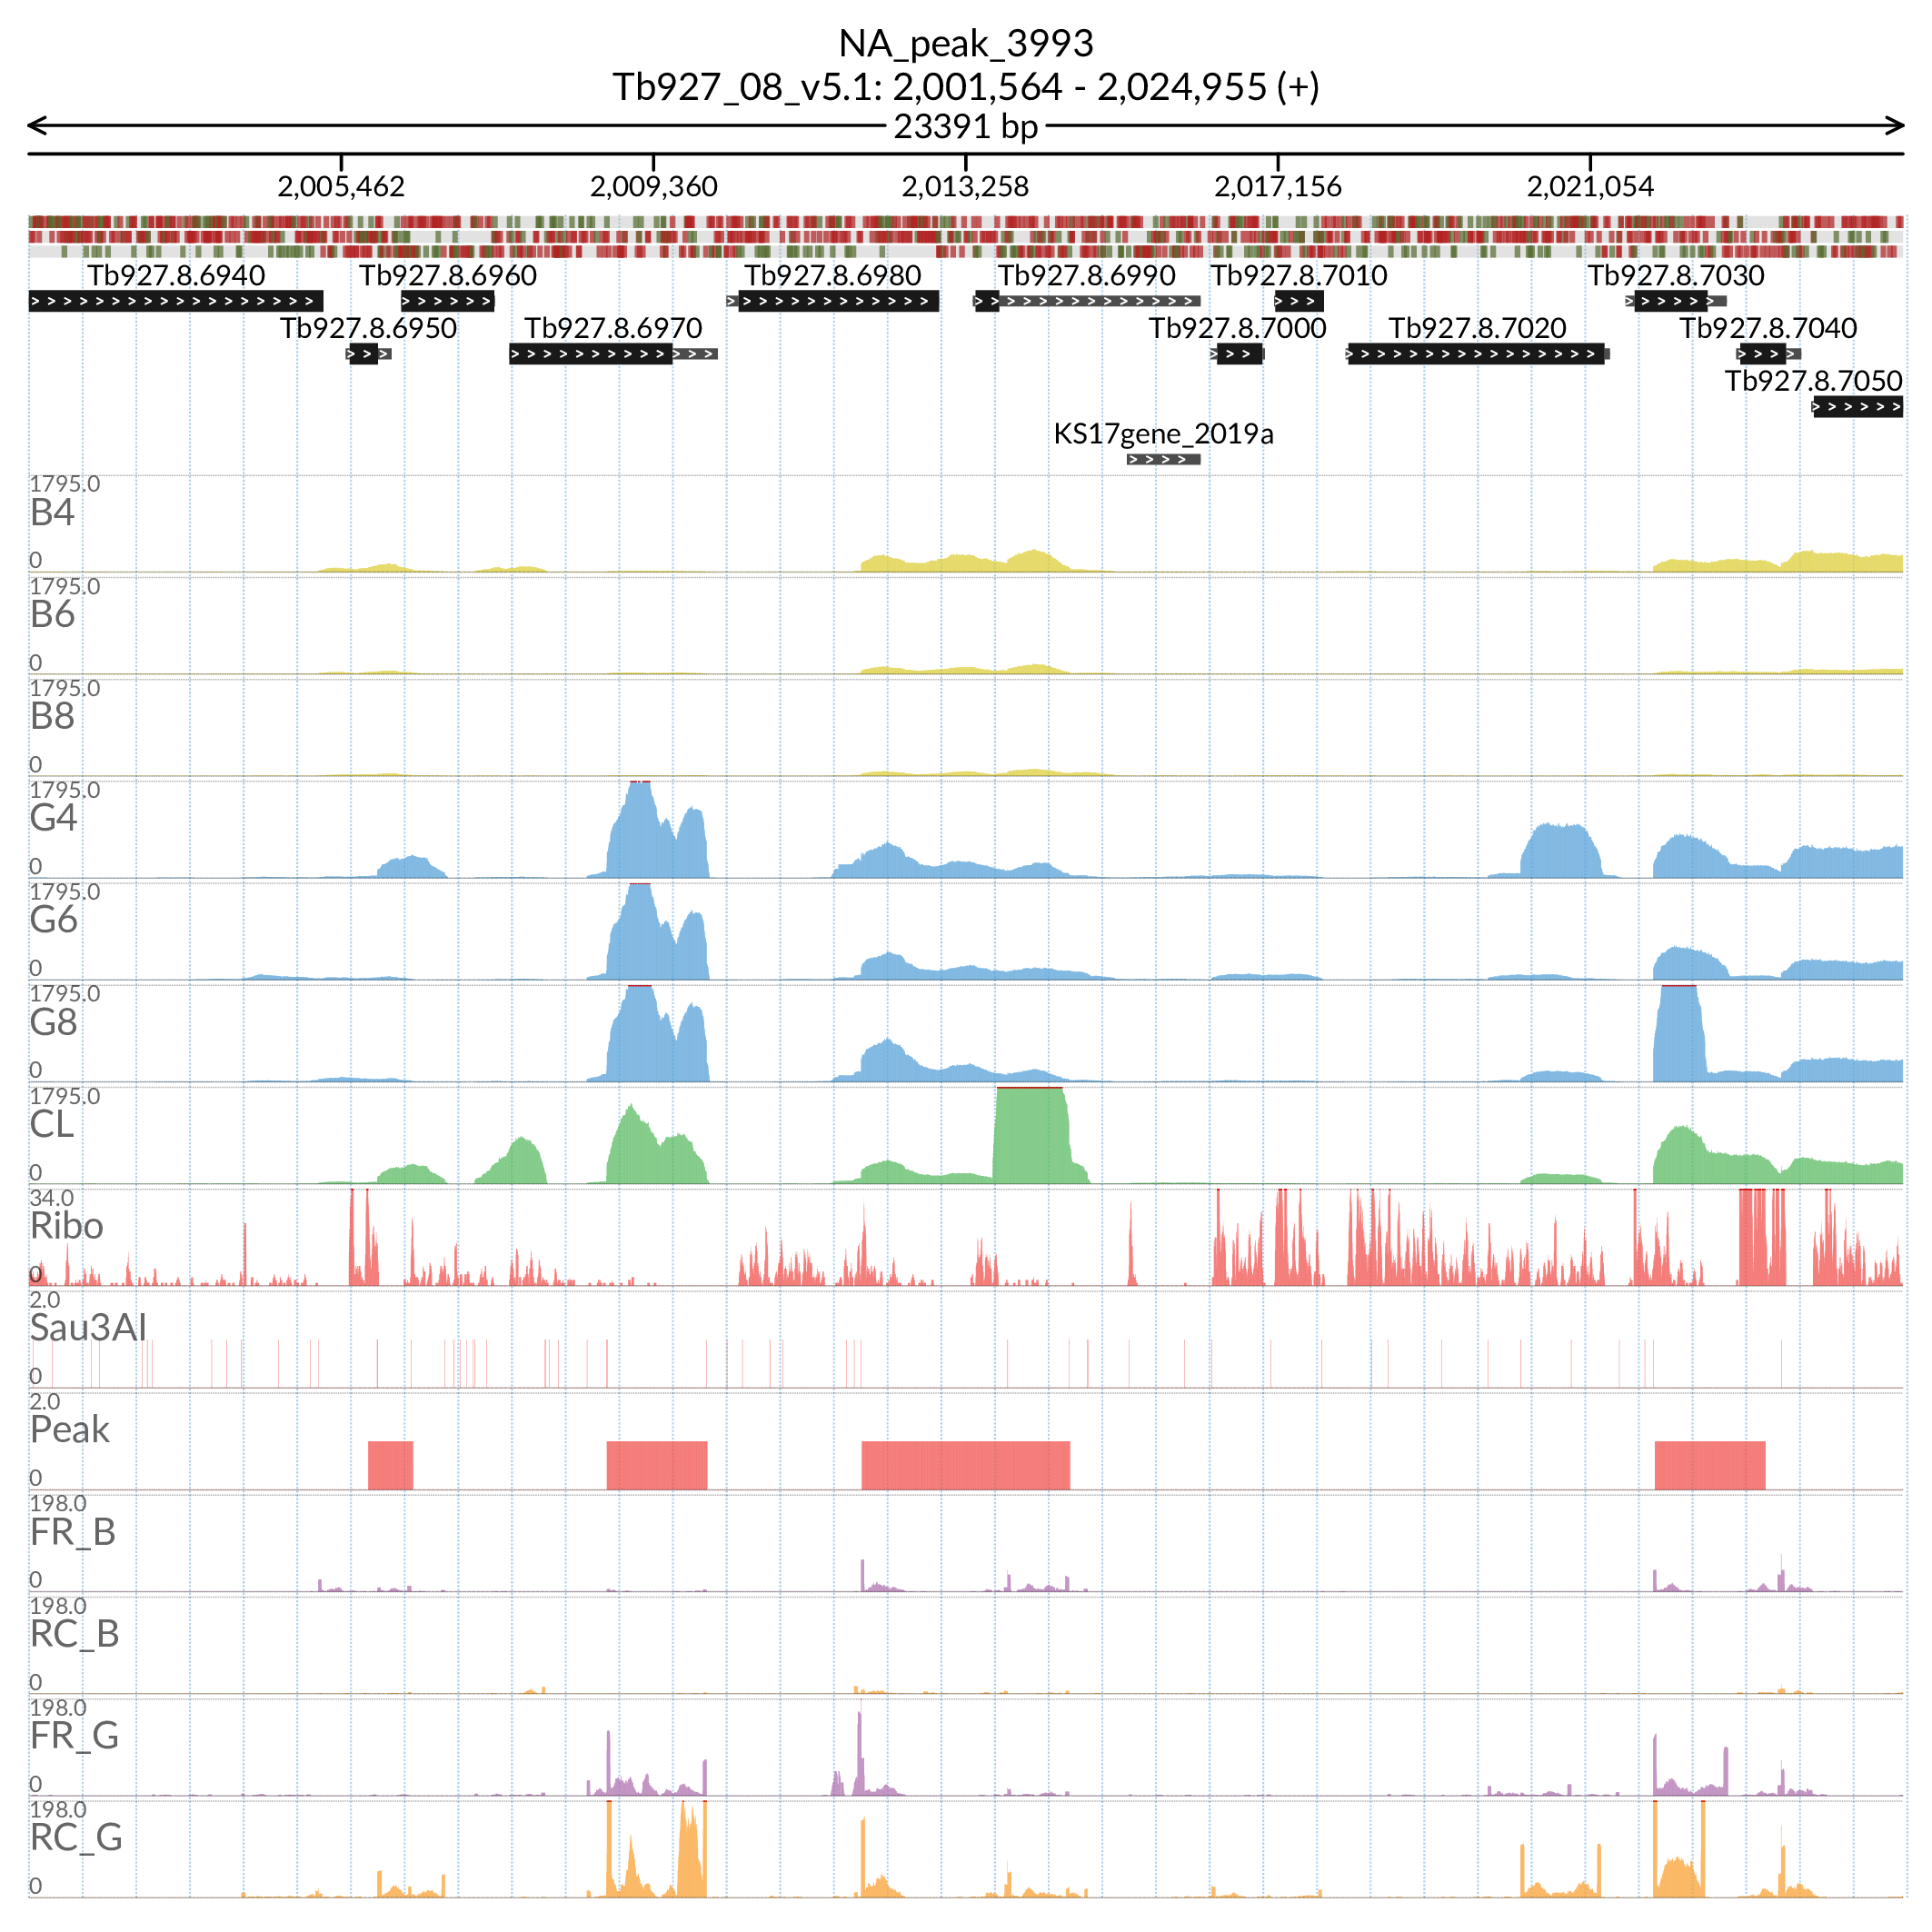 NA_peak_3993
Tb927_08_v5.1: 2,001,564 - 2,024,955 (+)
23391 bp
2,005,462 2,009,360 2,013,258 2,017,156 2,021,054
Tb927.8.6940 Tb927.8.6960 Tb927.8.6980 Tb927.8.6990 Tb927.8.7010 Tb927.8.7030
Tb927.8.6950 Tb927.8.6970 Tb927.8.7000 Tb927.8.7020 Tb927.8.7040
Tb927.8.7050
KS17gene_2019a
1795.0
B4
0
1795.0
B6
0
1795.0
B8
0
1795.0
G4
0
1795.0
G6
0
1795.0
G8
0
1795.0
CL
0
34.0
Ribo
0
2.0
Sau3AI
0
2.0
Peak
0
198.0
FR_B
0
198.0
RC_B
0
198.0
FR_G
0
198.0
RC_G
0